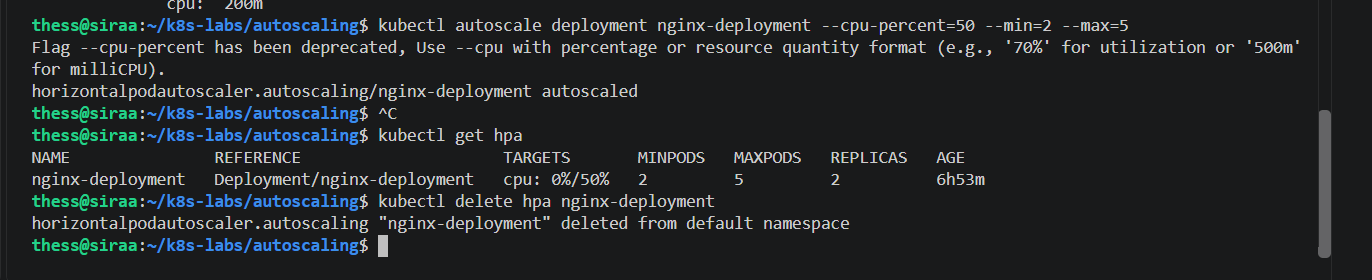 cpu:  200m
thess@siraa:~/k8s-labs/autoscaling$ kubectl autoscale deployment nginx-deployment --cpu-percent=50 --min=2 --max=5
Flag --cpu-percent has been deprecated, Use --cpu with percentage or resource quantity format (e.g., '70%' for utilization or '500m'
for milliCPU).
horizontalpodautoscaler.autoscaling/nginx-deployment autoscaled
thess@siraa:~/k8s-labs/autoscaling$ ^C
thess@siraa:~/k8s-labs/autoscaling$ kubectl get hpa
NAME               REFERENCE                     TARGETS       MINPODS   MAXPODS   REPLICAS   AGE
nginx-deployment   Deployment/nginx-deployment   cpu: 0%/50%   2         5         2          6h53m
thess@siraa:~/k8s-labs/autoscaling$ kubectl delete hpa nginx-deployment
horizontalpodautoscaler.autoscaling "nginx-deployment" deleted from default namespace
thess@siraa:~/k8s-labs/autoscaling$